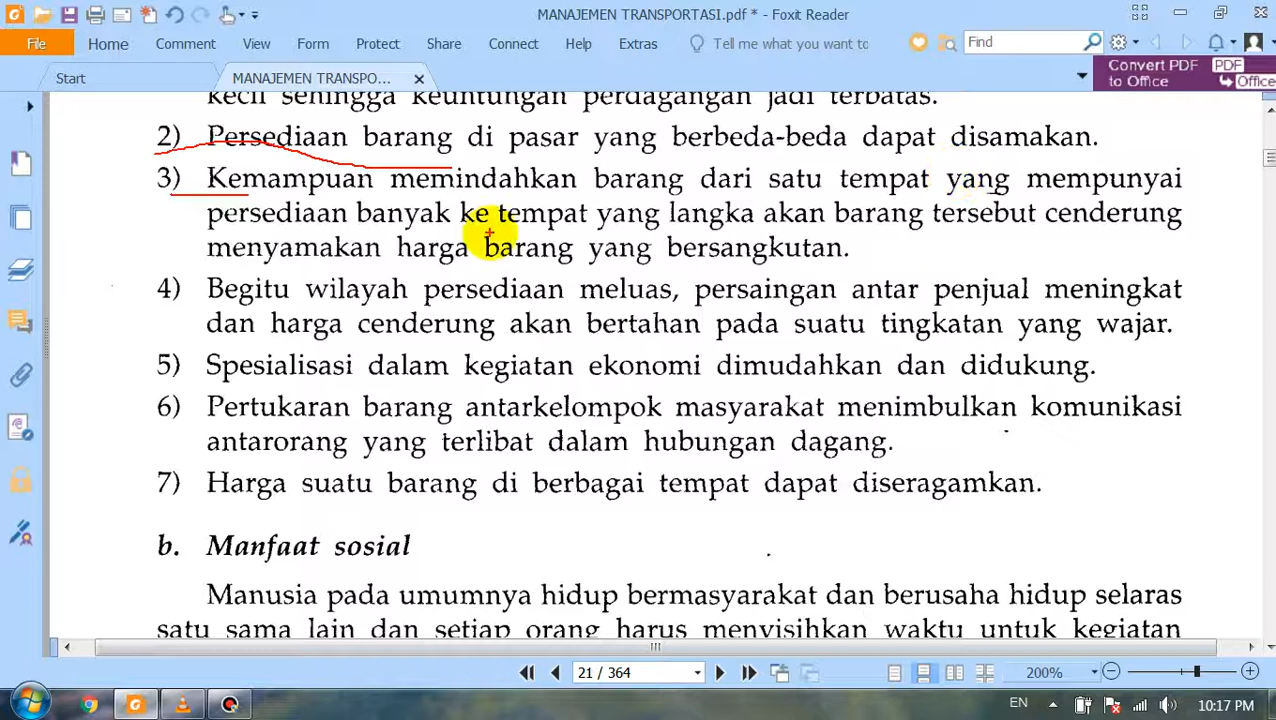 MANAJEMEN TRANSPORTASI.pdf * - Foxit Reader
File Home Comment View Form Protect Share Connect Help Extras Tell me what you want to Find
Start MANAJEMEN TRANSPO... Convert PDF to Office PDF Office
kecil sehingga keuntungan perdagangan jadi terbatas.
2) Persediaan barang di pasar yang berbeda-beda dapat disamakan.
3) Kemampuan memindahkan barang dari satu tempat yang mempunyai
persediaan banyak ke tempat yang langka akan barang tersebut cenderung
menyamakan harga barang yang bersangkutan.
4) Begitu wilayah persediaan meluas, persaingan antar penjual meningkat
dan harga cenderung akan bertahan pada suatu tingkatan yang wajar.
5) Spesialisasi dalam kegiatan ekonomi dimudahkan dan didukung.
6) Pertukaran barang antarkelompok masyarakat menimbulkan komunikasi
antarorang yang terlibat dalam hubungan dagang.
7) Harga suatu barang di berbagai tempat dapat diseragamkan.
b. Manfaat sosial
Manusia pada umumnya hidup bermasyarakat dan berusaha hidup selaras
satu sama lain dan setiap orang harus menyisihkan waktu untuk kegiatan
21 / 364 200%
EN 10:17 PM